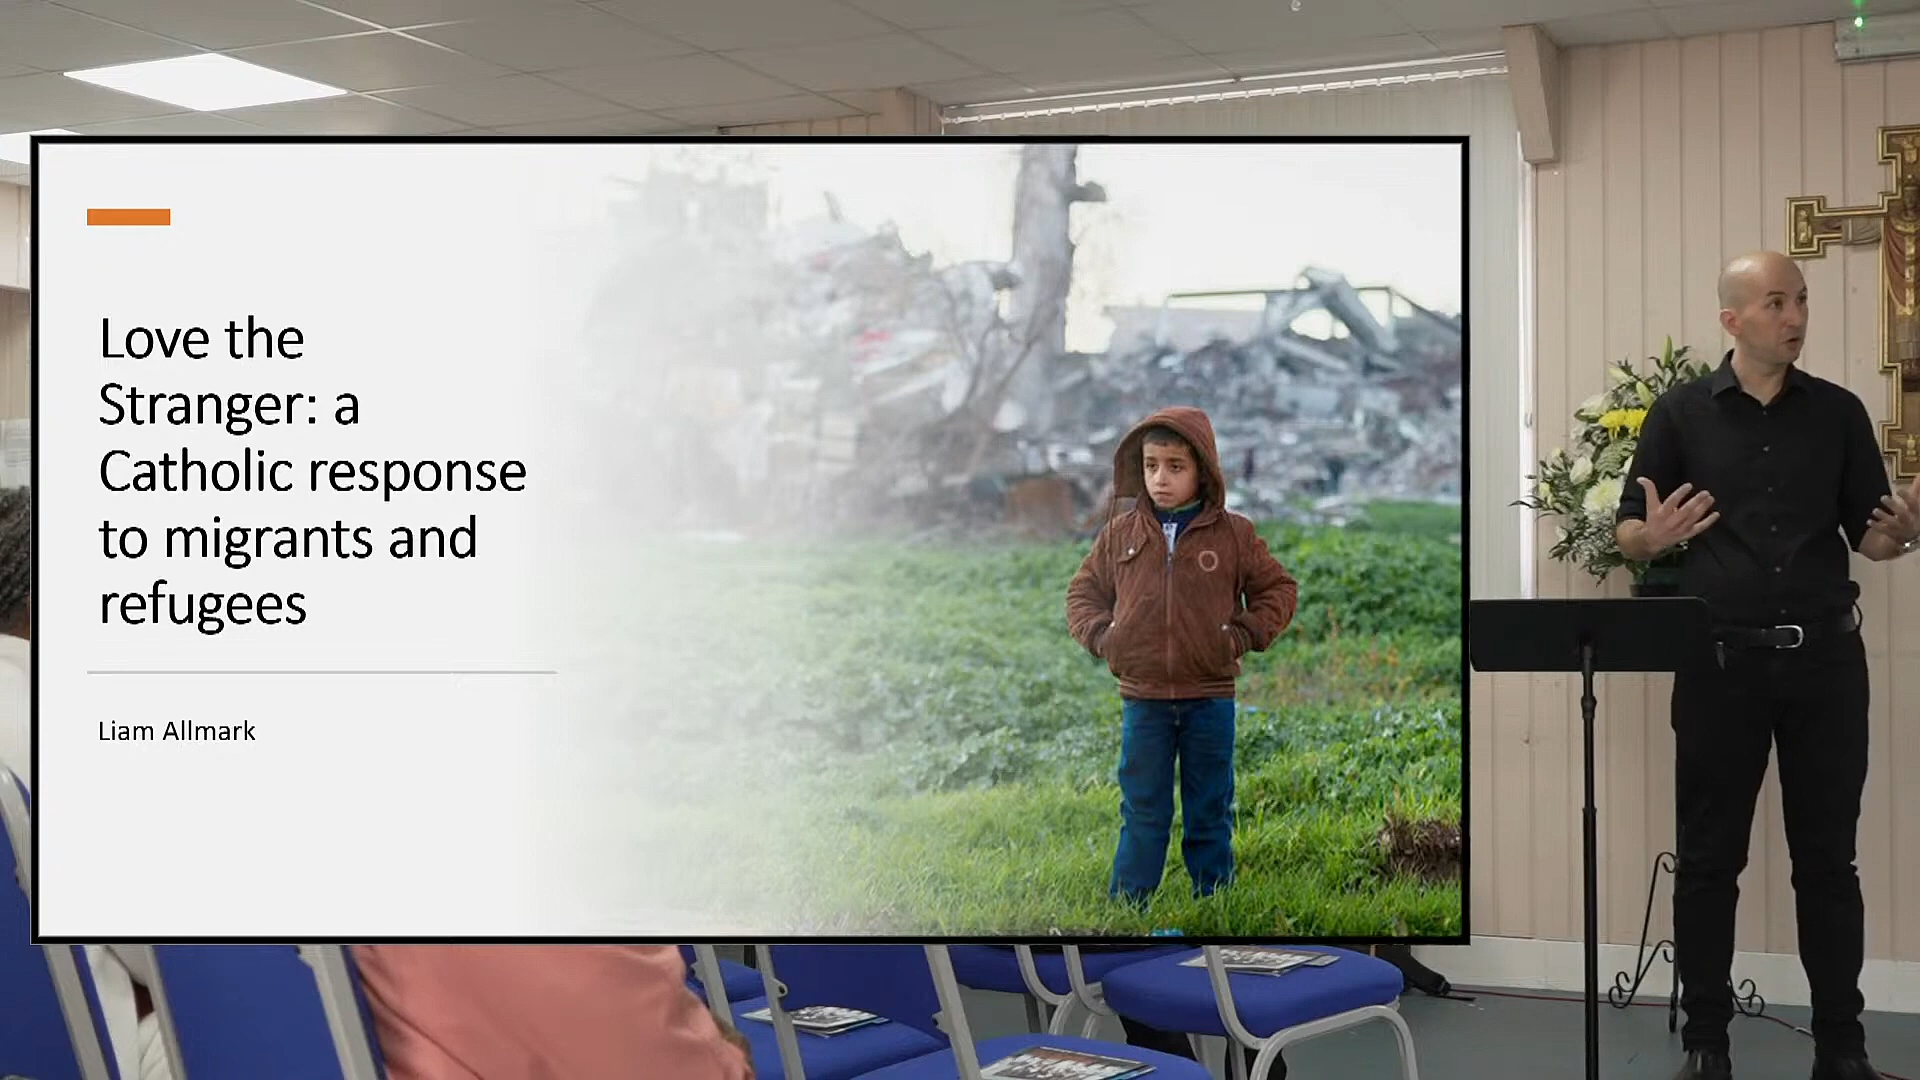 Love the
Stranger: a
Catholic response
to migrants and
refugees
Liam Allmark